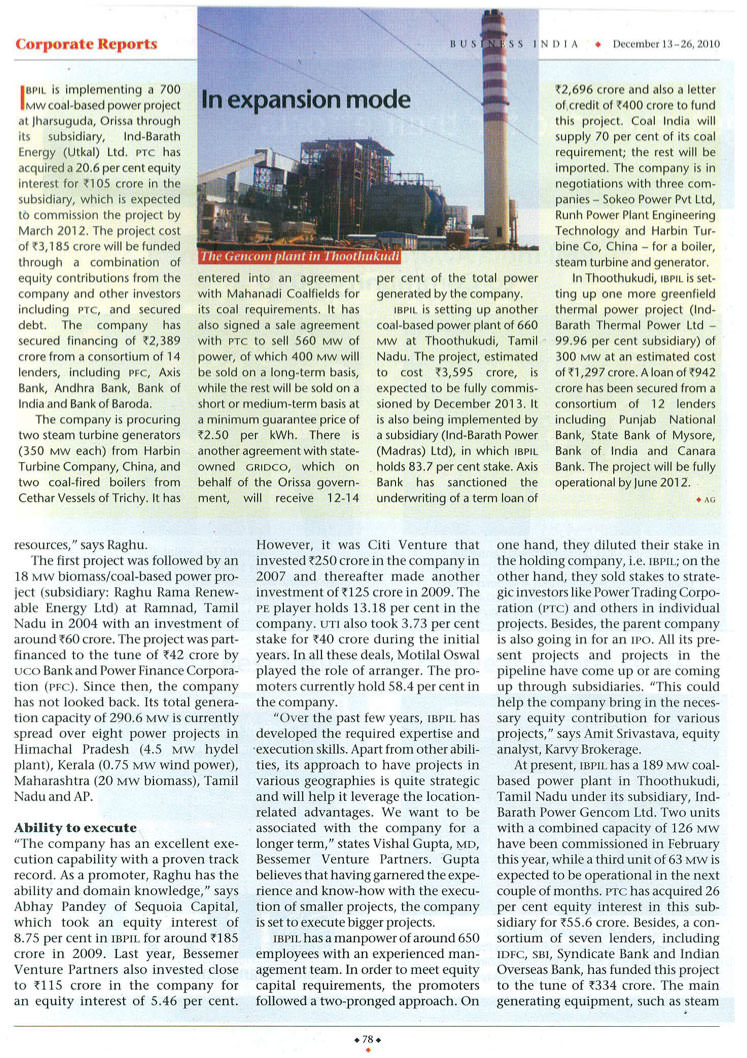 Corporate Reports
BUSINESS INDIA ◆ December 13–26, 2010
In expansion mode
The Gencom plant in Thoothukudi
IBPIL is implementing a 700
MW coal-based power project
at Jharsuguda, Orissa through
its subsidiary, Ind-Barath
Energy (Utkal) Ltd. PTC has
acquired a 20.6 per cent equity
interest for ₹105 crore in the
subsidiary, which is expected
to commission the project by
March 2012. The project cost
of ₹3,185 crore will be funded
through a combination of
equity contributions from the
company and other investors
including PTC, and secured
debt. The company has
secured financing of ₹2,389
crore from a consortium of 14
lenders, including PFC, Axis
Bank, Andhra Bank, Bank of
India and Bank of Baroda.
The company is procuring
two steam turbine generators
(350 MW each) from Harbin
Turbine Company, China, and
two coal-fired boilers from
Cethar Vessels of Trichy. It has
entered into an agreement
with Mahanadi Coalfields for
its coal requirements. It has
also signed a sale agreement
with PTC to sell 560 MW of
power, of which 400 MW will
be sold on a long-term basis,
while the rest will be sold on a
short or medium-term basis at
a minimum guarantee price of
₹2.50 per kWh. There is
another agreement with state-
owned GRIDCO, which on
behalf of the Orissa govern-
ment, will receive 12-14
per cent of the total power
generated by the company.
IBPIL is setting up another
coal-based power plant of 660
MW at Thoothukudi, Tamil
Nadu. The project, estimated
to cost ₹3,595 crore, is
expected to be fully commis-
sioned by December 2013. It
is also being implemented by
a subsidiary (Ind-Barath Power
(Madras) Ltd), in which IBPIL
holds 83.7 per cent stake. Axis
Bank has sanctioned the
underwriting of a term loan of
₹2,696 crore and also a letter
of credit of ₹400 crore to fund
this project. Coal India will
supply 70 per cent of its coal
requirement; the rest will be
imported. The company is in
negotiations with three com-
panies – Sokeo Power Pvt Ltd,
Runh Power Plant Engineering
Technology and Harbin Tur-
bine Co, China – for a boiler,
steam turbine and generator.
In Thoothukudi, IBPIL is set-
ting up one more greenfield
thermal power project (Ind-
Barath Thermal Power Ltd –
99.96 per cent subsidiary) of
300 MW at an estimated cost
of ₹1,297 crore. A loan of ₹942
crore has been secured from a
consortium of 12 lenders
including Punjab National
Bank, State Bank of Mysore,
Bank of India and Canara
Bank. The project will be fully
operational by June 2012.
◆ AG
resources,” says Raghu.
The first project was followed by an
18 MW biomass/coal-based power pro-
ject (subsidiary: Raghu Rama Renew-
able Energy Ltd) at Ramnad, Tamil
Nadu in 2004 with an investment of
around ₹60 crore. The project was part-
financed to the tune of ₹42 crore by
UCO Bank and Power Finance Corpora-
tion (PFC). Since then, the company
has not looked back. Its total genera-
tion capacity of 290.6 MW is currently
spread over eight power projects in
Himachal Pradesh (4.5 MW hydel
plant), Kerala (0.75 MW wind power),
Maharashtra (20 MW biomass), Tamil
Nadu and AP.
Ability to execute
“The company has an excellent exe-
cution capability with a proven track
record. As a promoter, Raghu has the
ability and domain knowledge,” says
Abhay Pandey of Sequoia Capital,
which took an equity interest of
8.75 per cent in IBPIL for around ₹185
crore in 2009. Last year, Bessemer
Venture Partners also invested close
to ₹115 crore in the company for
an equity interest of 5.46 per cent.
However, it was Citi Venture that
invested ₹250 crore in the company in
2007 and thereafter made another
investment of ₹125 crore in 2009. The
PE player holds 13.18 per cent in the
company. UTI also took 3.73 per cent
stake for ₹40 crore during the initial
years. In all these deals, Motilal Oswal
played the role of arranger. The pro-
moters currently hold 58.4 per cent in
the company.
“Over the past few years, IBPIL has
developed the required expertise and
execution skills. Apart from other abili-
ties, its approach to have projects in
various geographies is quite strategic
and will help it leverage the location-
related advantages. We want to be
associated with the company for a
longer term,” states Vishal Gupta, MD,
Bessemer Venture Partners. Gupta
believes that having garnered the expe-
rience and know-how with the execu-
tion of smaller projects, the company
is set to execute bigger projects.
IBPIL has a manpower of around 650
employees with an experienced man-
agement team. In order to meet equity
capital requirements, the promoters
followed a two-pronged approach. On
one hand, they diluted their stake in
the holding company, i.e. IBPIL; on the
other hand, they sold stakes to strate-
gic investors like Power Trading Corpo-
ration (PTC) and others in individual
projects. Besides, the parent company
is also going in for an IPO. All its pre-
sent projects and projects in the
pipeline have come up or are coming
up through subsidiaries. “This could
help the company bring in the neces-
sary equity contribution for various
projects,” says Amit Srivastava, equity
analyst, Karvy Brokerage.
At present, IBPIL has a 189 MW coal-
based power plant in Thoothukudi,
Tamil Nadu under its subsidiary, Ind-
Barath Power Gencom Ltd. Two units
with a combined capacity of 126 MW
have been commissioned in February
this year, while a third unit of 63 MW is
expected to be operational in the next
couple of months. PTC has acquired 26
per cent equity interest in this sub-
sidiary for ₹55.6 crore. Besides, a con-
sortium of seven lenders, including
IDFC, SBI, Syndicate Bank and Indian
Overseas Bank, has funded this project
to the tune of ₹334 crore. The main
generating equipment, such as steam
◆ 78 ◆